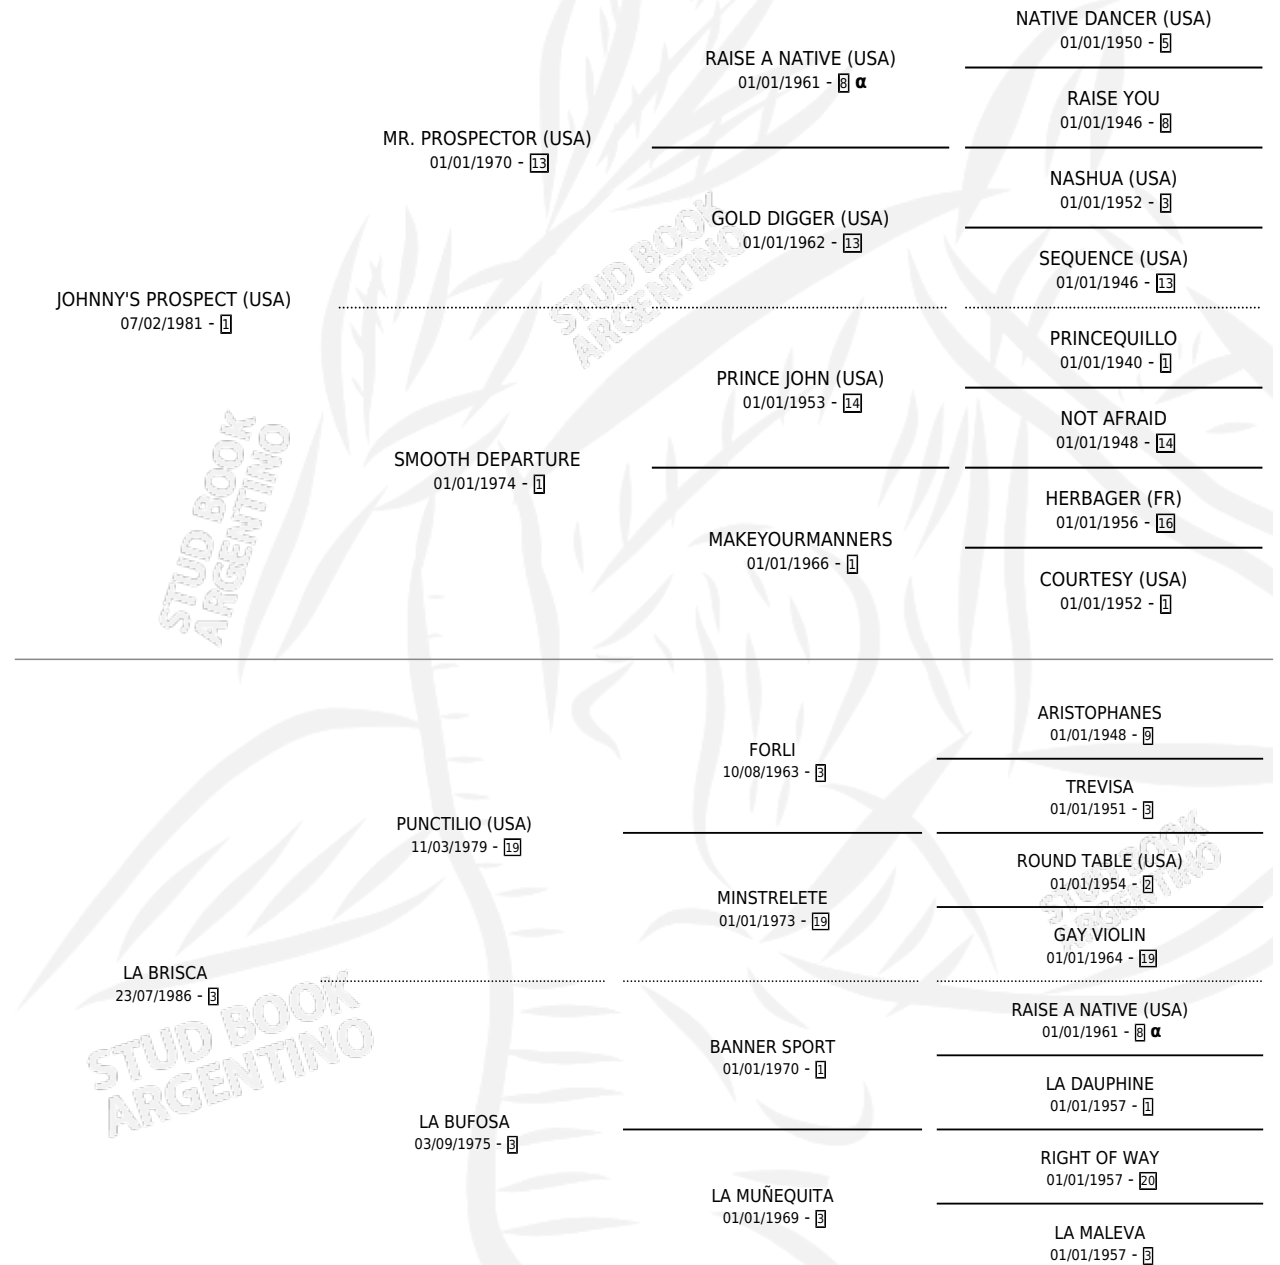 NATIVE DANCER (USA)
01/01/1950 - 5
RAISE A NATIVE (USA)
01/01/1961 - 8 α
RAISE YOU
01/01/1946 - 8
MR. PROSPECTOR (USA)
01/01/1970 - 13
NASHUA (USA)
01/01/1952 - 3
GOLD DIGGER (USA)
01/01/1962 - 13
SEQUENCE (USA)
01/01/1946 - 13
STUD BOOK
ARGENTINO
JOHNNY'S PROSPECT (USA)
07/02/1981 - 1
PRINCEQUILLO
01/01/1940 - 1
PRINCE JOHN (USA)
01/01/1953 - 14
NOT AFRAID
01/01/1948 - 14
SMOOTH DEPARTURE
01/01/1974 - 1
HERBAGER (FR)
01/01/1956 - 16
MAKEYOURMANNERS
01/01/1966 - 1
COURTESY (USA)
01/01/1952 - 1
STUD BOOK
ARGENTINO
ARISTOPHANES
01/01/1948 - 9
FORLI
10/08/1963 - 3
TREVISA
01/01/1951 - 3
PUNCTILIO (USA)
11/03/1979 - 19
ROUND TABLE (USA)
01/01/1954 - 2
STUD BOOK
ARGENTINO
MINSTRELETE
01/01/1973 - 19
GAY VIOLIN
01/01/1964 - 19
LA BRISCA
23/07/1986 - 3
RAISE A NATIVE (USA)
01/01/1961 - 8 α
BANNER SPORT
01/01/1970 - 1
LA DAUPHINE
01/01/1957 - 1
STUD BOOK
ARGENTINO
LA BUFOSA
03/09/1975 - 3
RIGHT OF WAY
01/01/1957 - 20
LA MUÑEQUITA
01/01/1969 - 3
LA MALEVA
01/01/1957 - 3